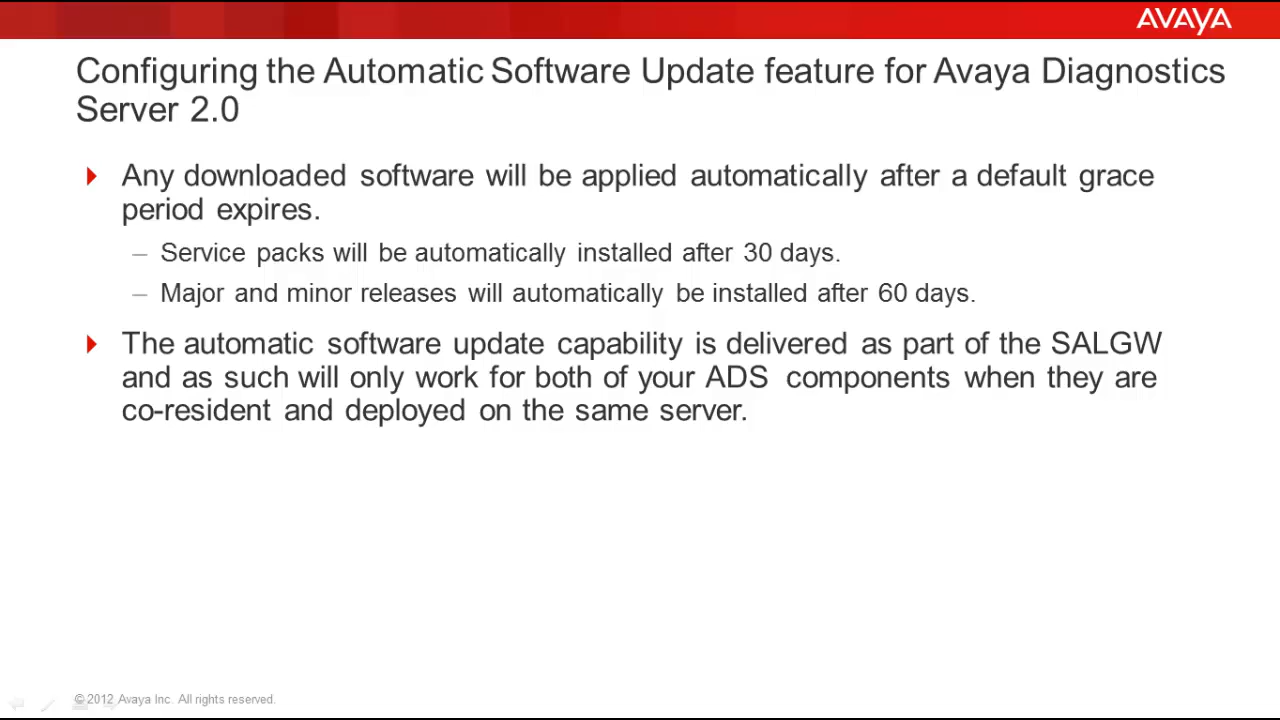 AVAYA
Configuring the Automatic Software Update feature for Avaya Diagnostics
Server 2.0
Any downloaded software will be applied automatically after a default grace
period expires.
– Service packs will be automatically installed after 30 days.
– Major and minor releases will automatically be installed after 60 days.
The automatic software update capability is delivered as part of the SALGW
and as such will only work for both of your ADS components when they are
co-resident and deployed on the same server.
© 2012 Avaya Inc. All rights reserved.